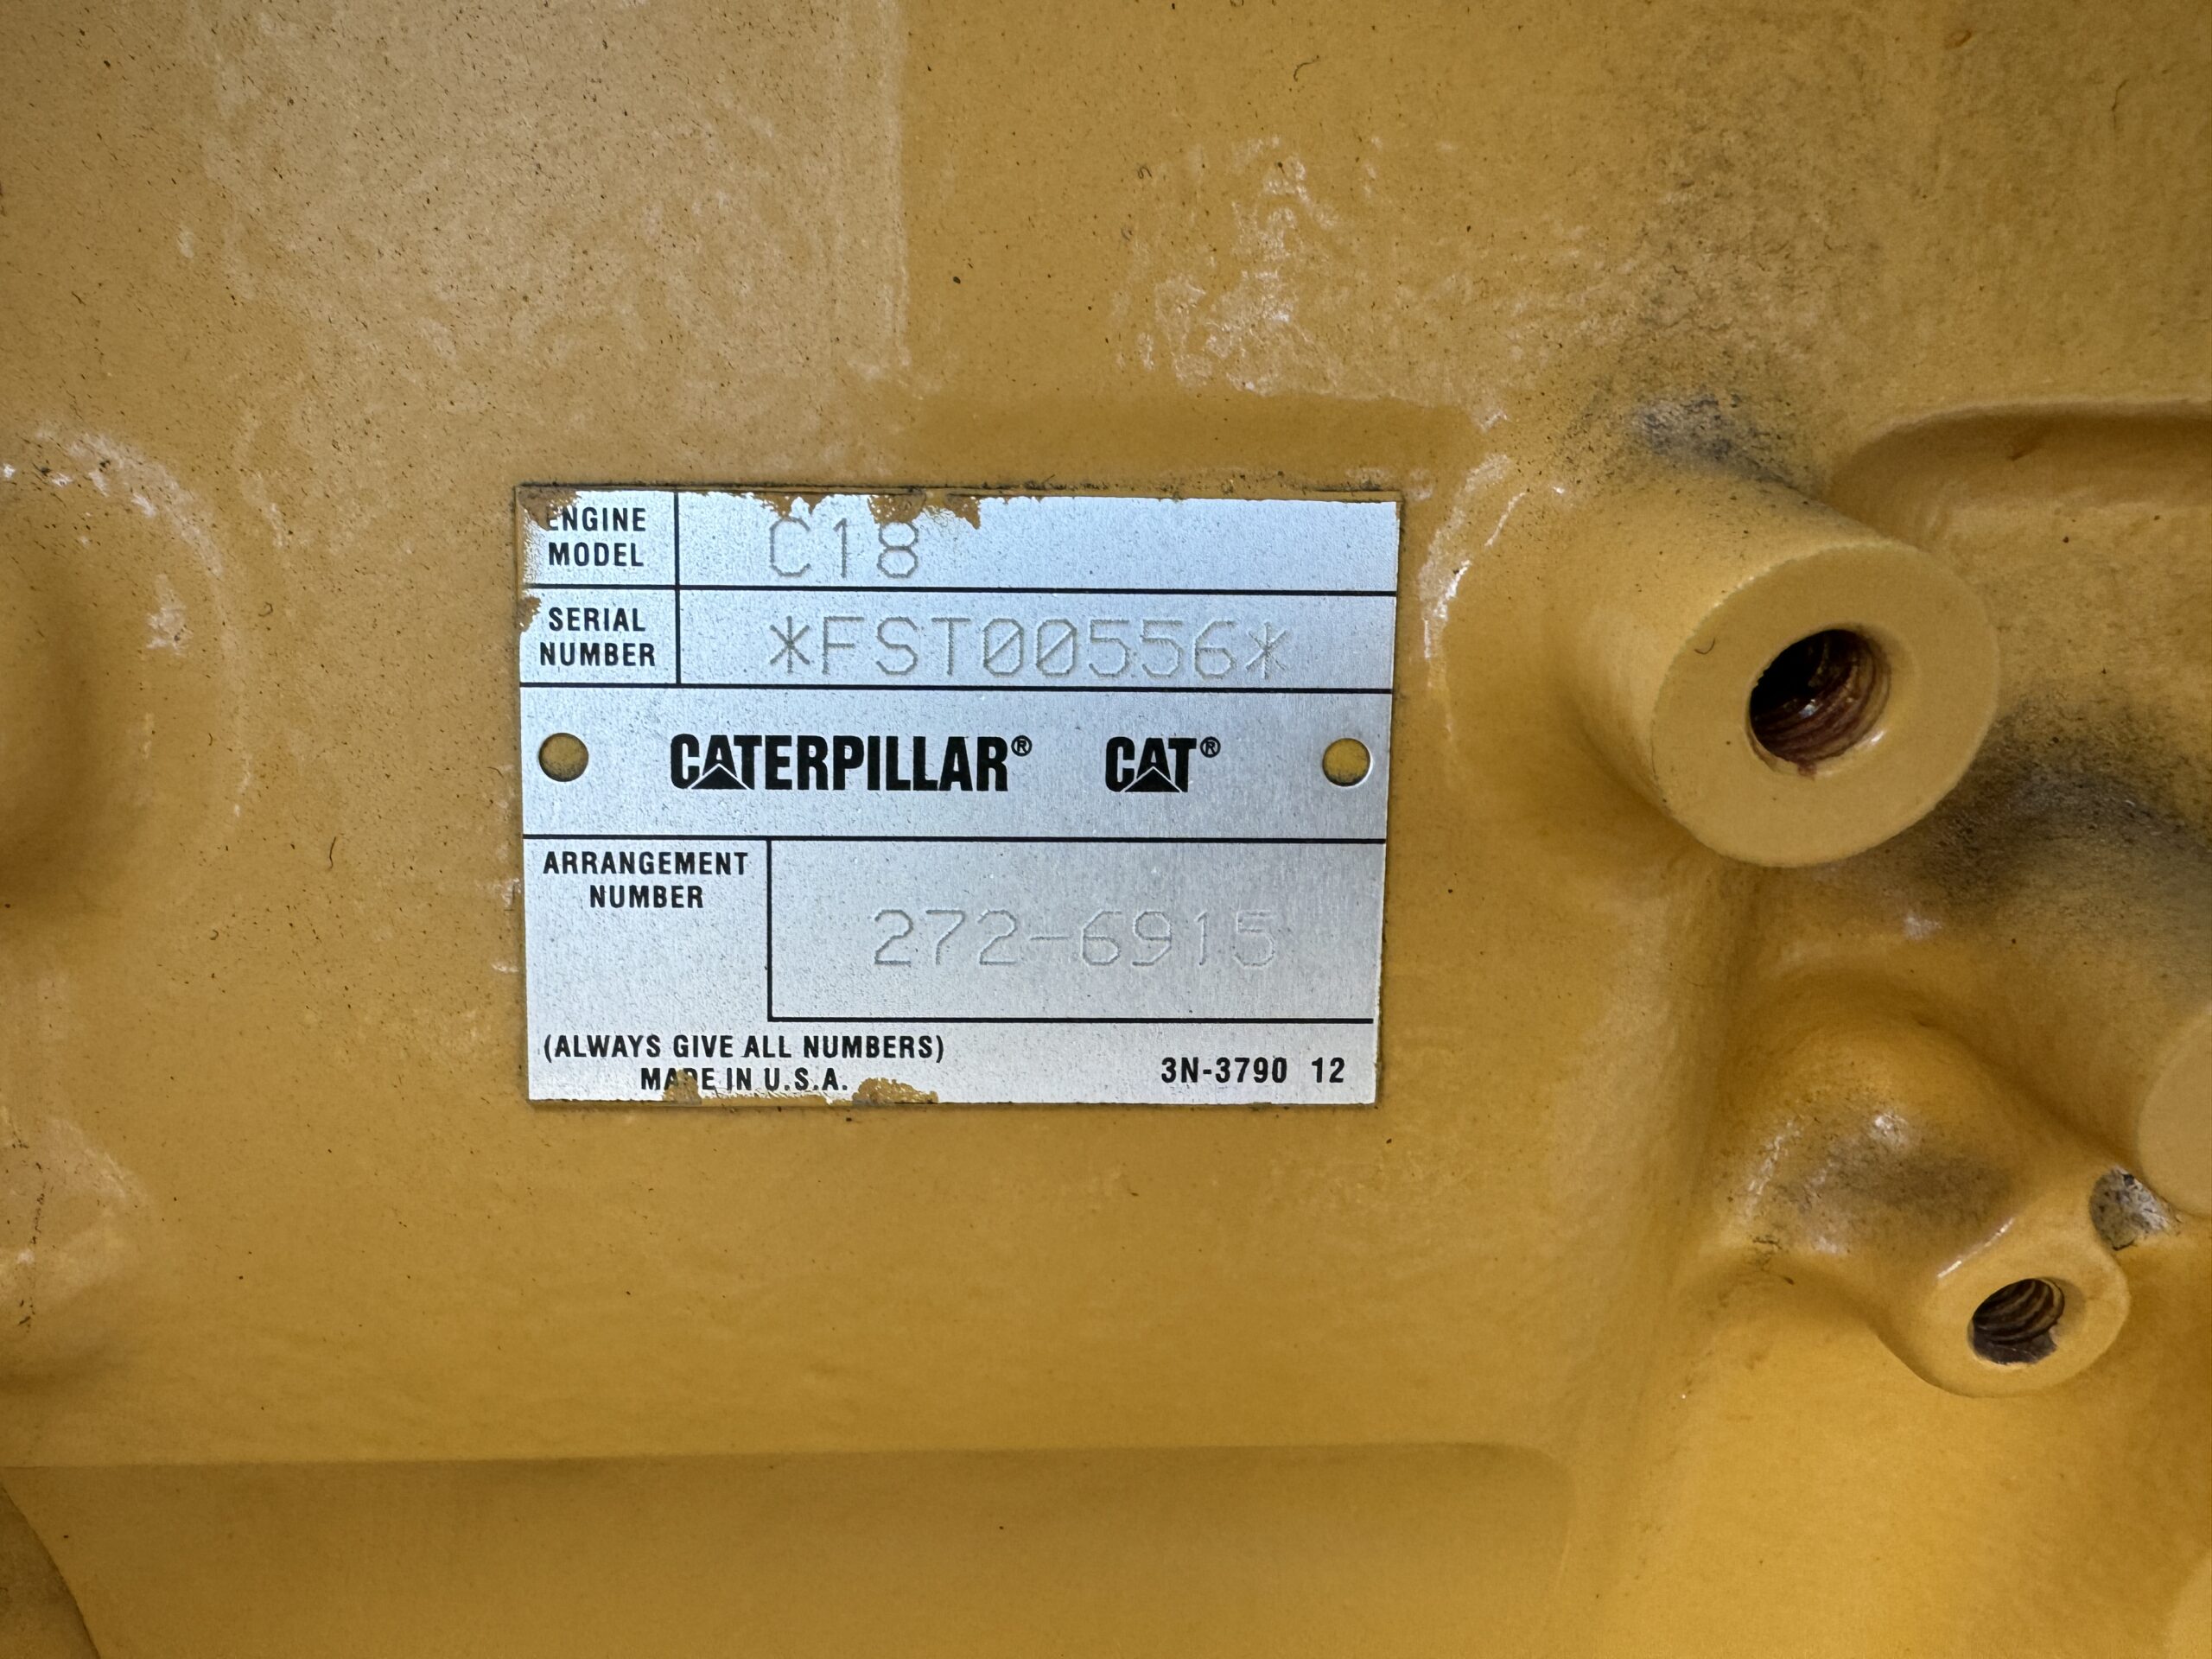 ENGINE
MODEL
C18
SERIAL
NUMBER
*FST00556*
CATERPILLAR® CAT®
ARRANGEMENT
NUMBER
272-6915
(ALWAYS GIVE ALL NUMBERS)
MADE IN U.S.A.
3N-3790 12